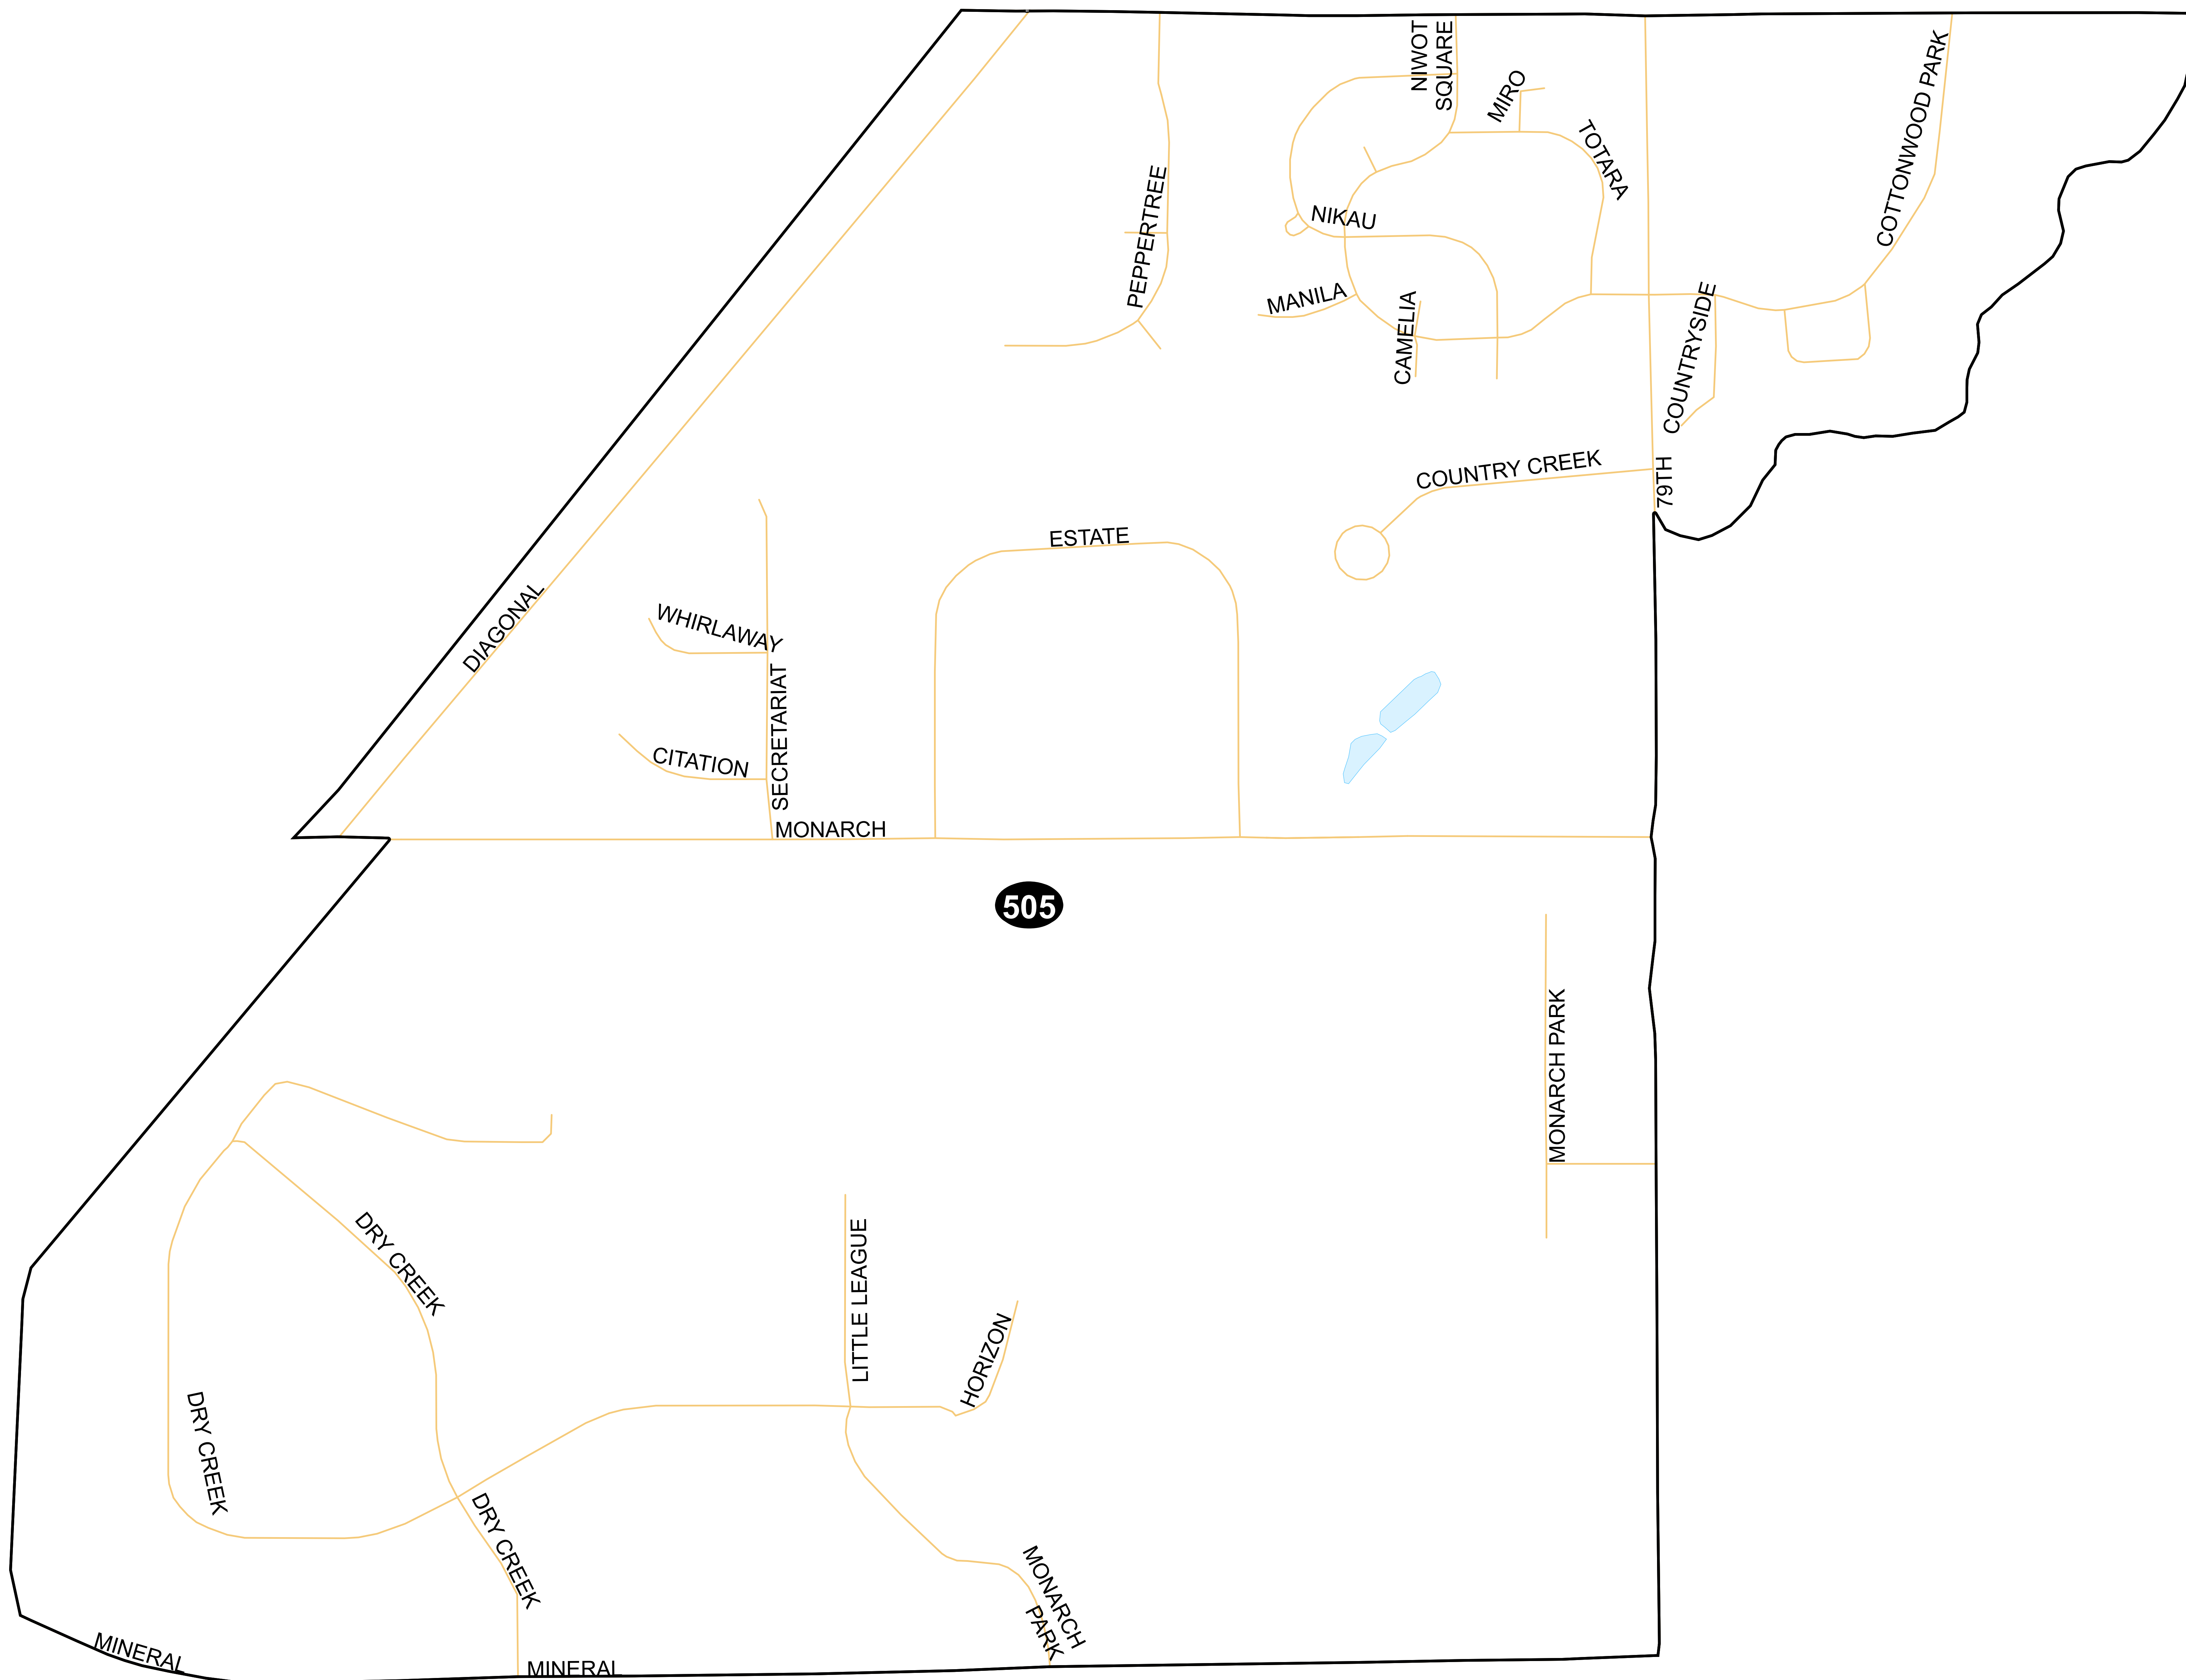 NIWOT
SQUARE
MIRO
TOTARA
COTTONWOOD PARK
PEPPERTREE
NIKAU
MANILA
CAMELIA
COUNTRYSIDE
COUNTRY CREEK
79TH
ESTATE
DIAGONAL
WHIRLAWAY
SECRETARIAT
CITATION
MONARCH
505
MONARCH PARK
DRY CREEK
LITTLE LEAGUE
HORIZON
DRY CREEK
DRY CREEK
MONARCH
PARK
MINERAL
MINERAL